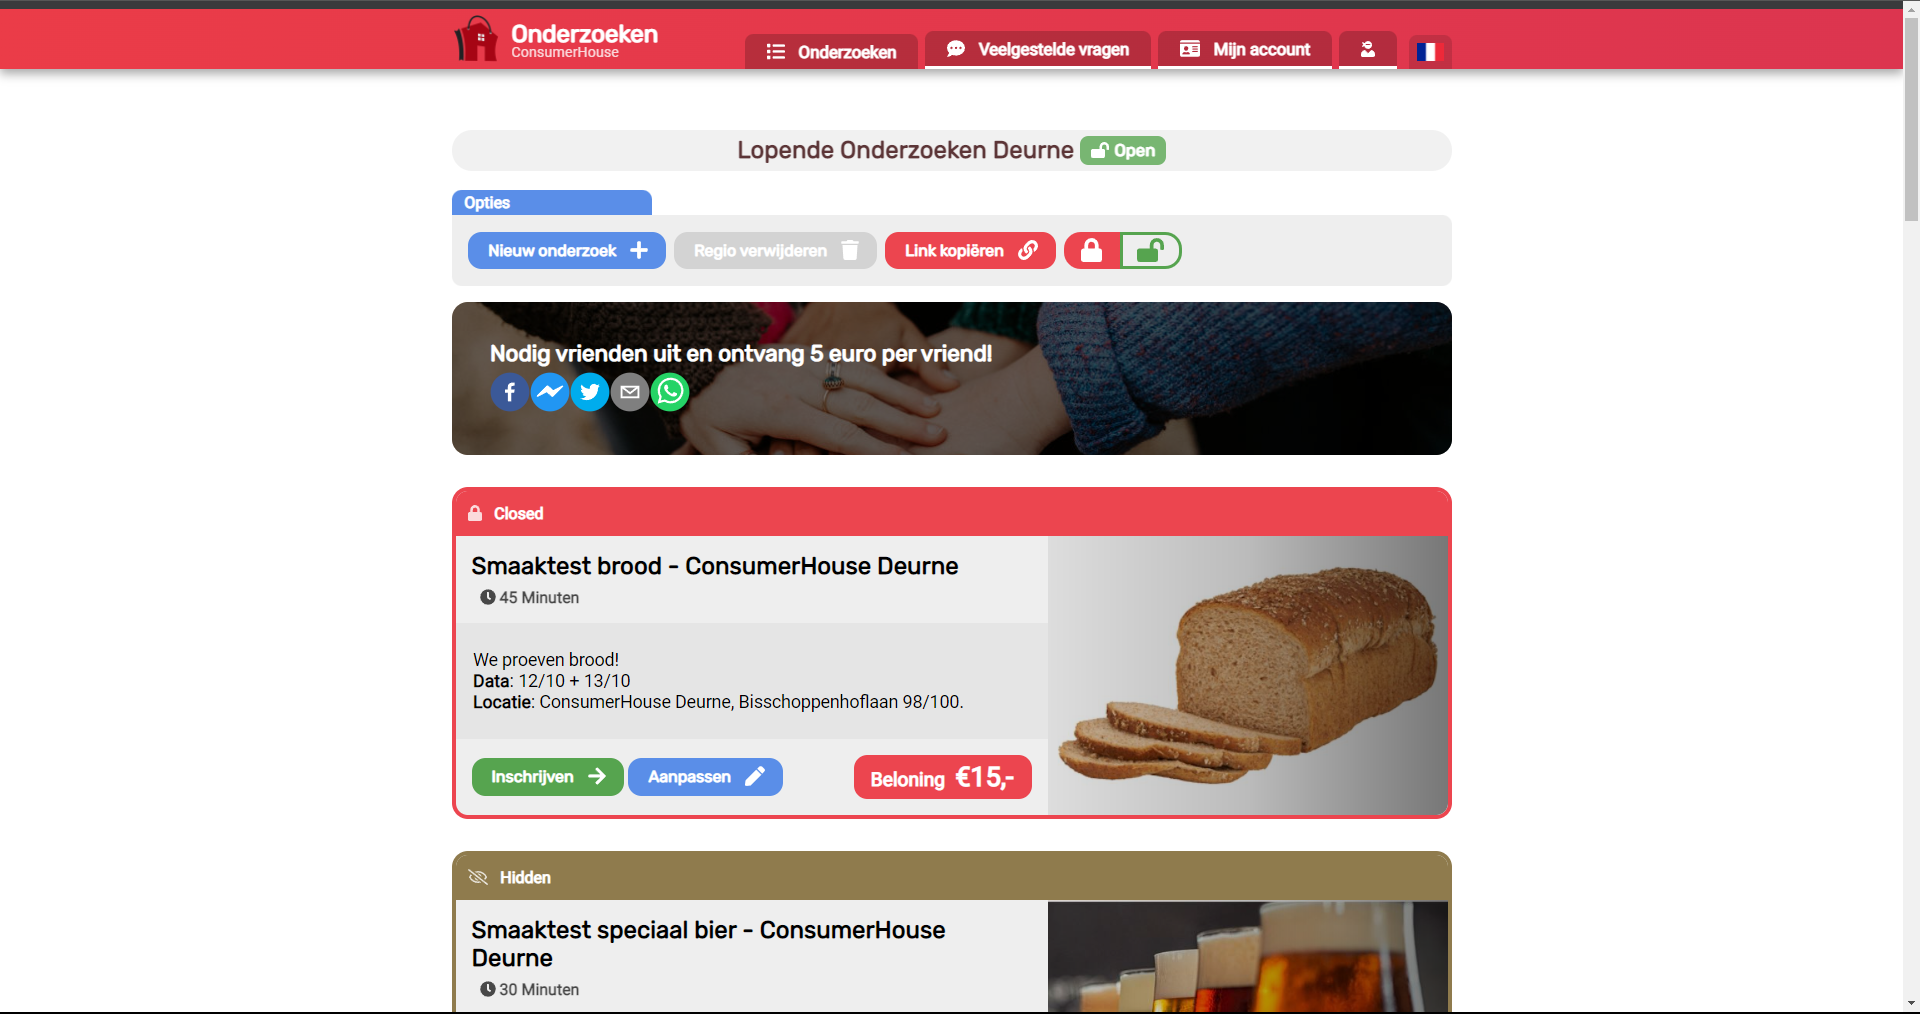 Onderzoeken
ConsumerHouse
Onderzoeken
Veelgestelde vragen
Mijn account
Lopende Onderzoeken Deurne Open
Opties
Nieuw onderzoek
Regio verwijderen
Link kopiëren
Nodig vrienden uit en ontvang 5 euro per vriend!
Closed
Smaaktest brood - ConsumerHouse Deurne
45 Minuten
We proeven brood!
Data: 12/10 + 13/10
Locatie: ConsumerHouse Deurne, Bisschoppenhoflaan 98/100.
Inschrijven
Aanpassen
Beloning €15,-
Hidden
Smaaktest speciaal bier - ConsumerHouse
Deurne
30 Minuten